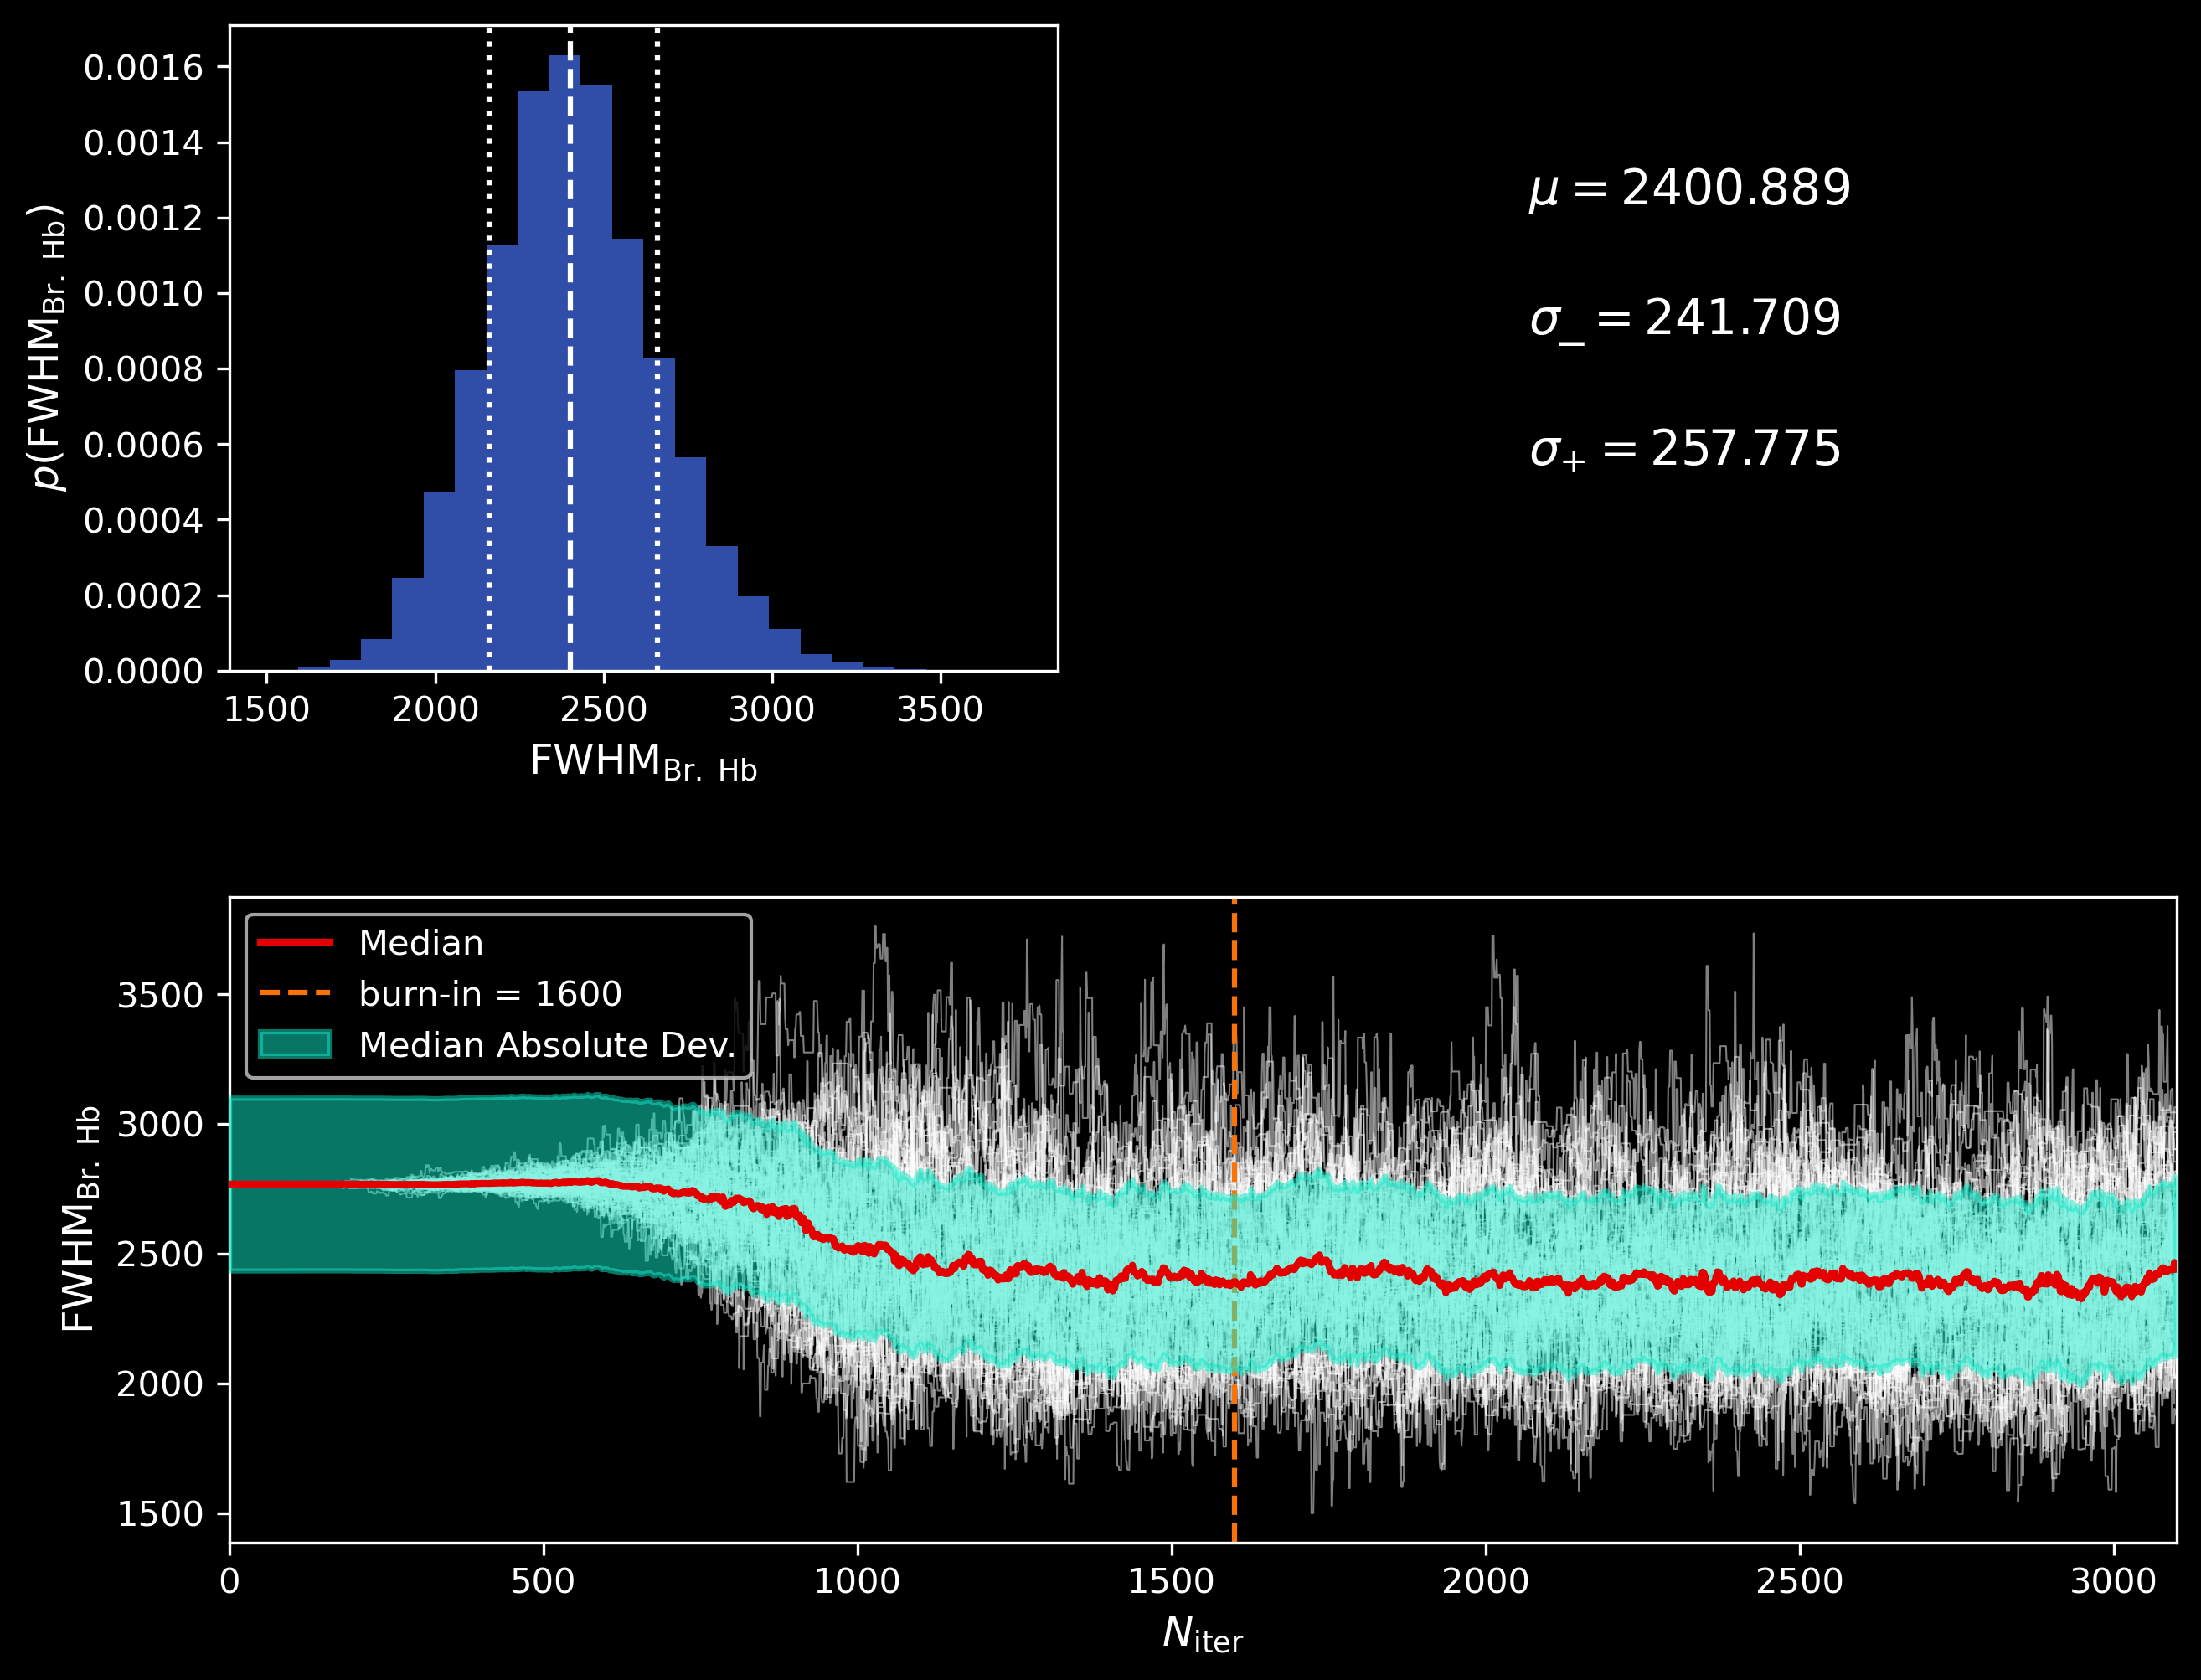 0.0016
0.0014
0.0012
0.0010
0.0008
0.0006
0.0004
0.0002
0.0000
p(FWHM_Br. Hb)
1500 2000 2500 3000 3500
FWHM_Br. Hb
μ = 2400.889
σ_− = 241.709
σ_+ = 257.775
Median
burn-in = 1600
Median Absolute Dev.
3500
3000
2500
2000
1500
FWHM_Br. Hb
0 500 1000 1500 2000 2500 3000
N_iter